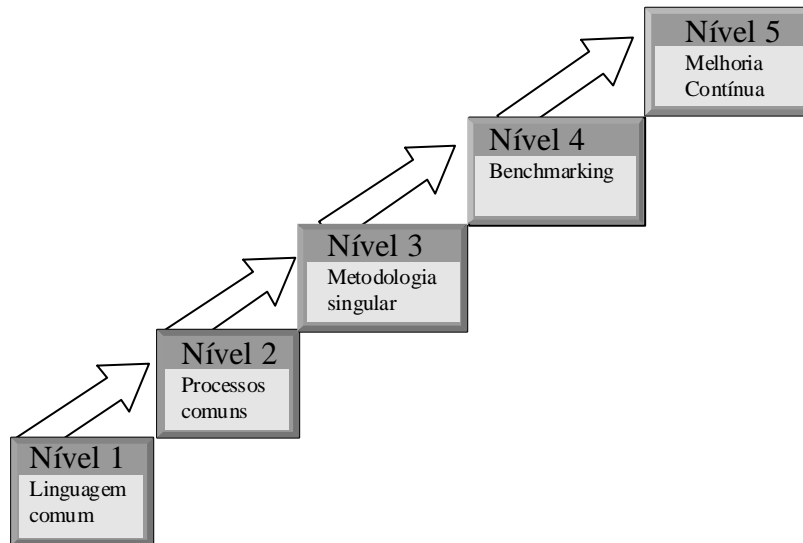 Nível 5
Melhoria
Contínua
Nível 4
Benchmarking
Nível 3
Metodologia
singular
Nível 2
Processos
comuns
Nível 1
Linguagem
comum